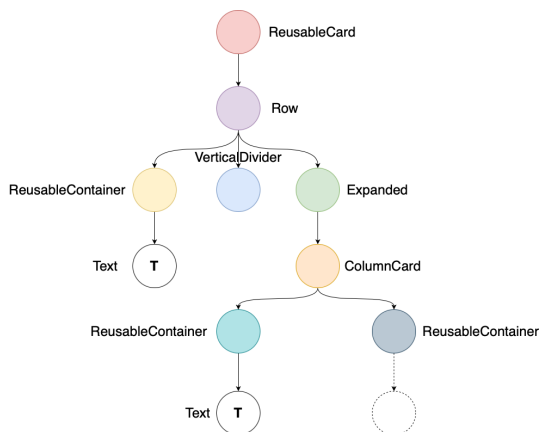 ReusableCard
Row
VerticalDivider
ReusableContainer
Expanded
Text
T
ColumnCard
ReusableContainer
ReusableContainer
Text
T